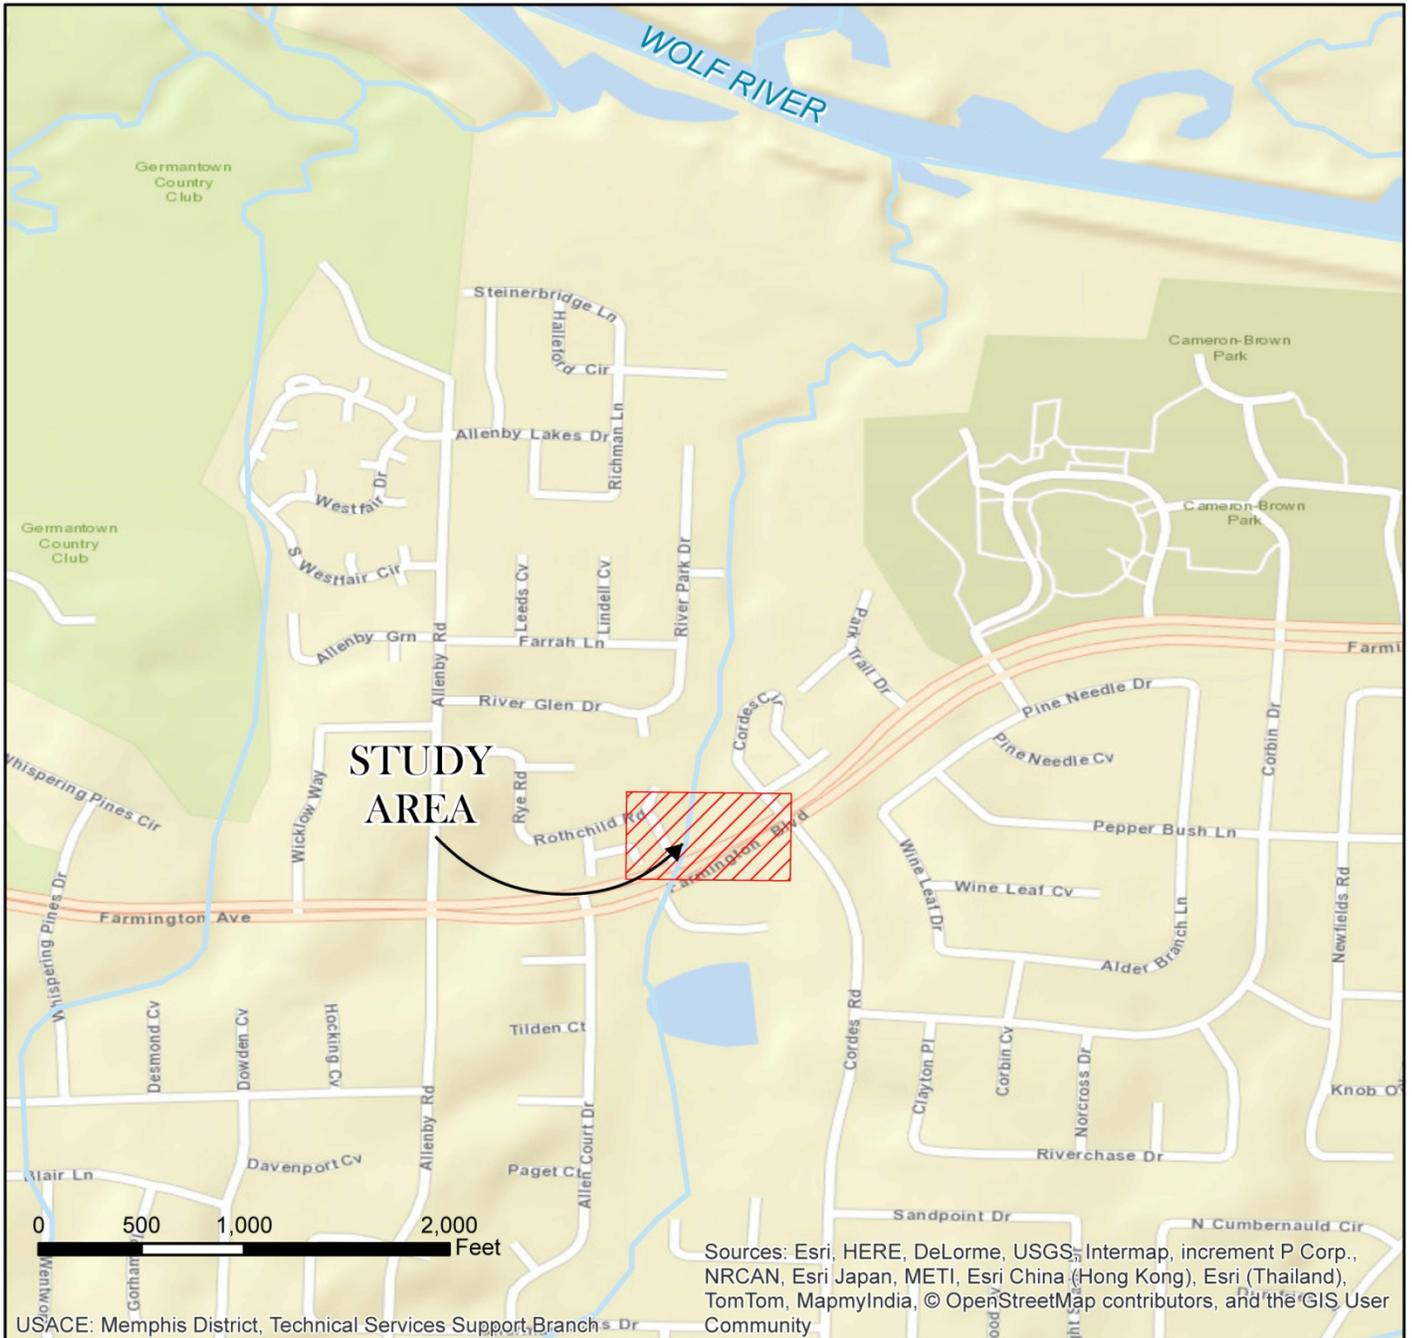 WOLF RIVER
Germantown
Country
Club
Steinerbridge Ln
Halleford Cir
Cameron-Brown
Park
Richman Ln
Allenby Lakes Dr
Westfair Dr
Cameron-Brown
Park
Germantown
Country
Club
S Westfair Cir
Leeds Cv
Lindell Cv
River Park Dr
Allenby Grn
Allenby Rd
Farrah Ln
Park Trail Dr
Farmi
River Glen Dr
Cordes Cir
Pine Needle Dr
Pine Needle Cv
Corbin Dr
STUDY
AREA
Whispering Pines Cir
Wicklow Way
Rye Rd
Rothchild Rd
Farmington Blvd
Pepper Bush Ln
Wine Leaf Dr
Wine Leaf Cv
Whispering Pines Dr
Farmington Ave
Alder Branch Ln
Newfields Rd
Desmond Cv
Dowden Cv
Hocking Cv
Tilden Ct
Cordes Rd
Clayton Pl
Corbin Cv
Norcross Dr
Knob O
Allenby Rd
Allen Court Dr
Blair Ln
Davenport Cv
Paget Ct
Riverchase Dr
Sandpoint Dr
N Cumbernauld Cir
0 500 1,000 2,000
Feet
Wentwor
Gorham Pl
Sources: Esri, HERE, DeLorme, USGS, Intermap, increment P Corp.,
NRCAN, Esri Japan, METI, Esri China (Hong Kong), Esri (Thailand),
TomTom, MapmyIndia, © OpenStreetMap contributors, and the GIS User
Community
USACE: Memphis District, Technical Services Support Branch
s Dr